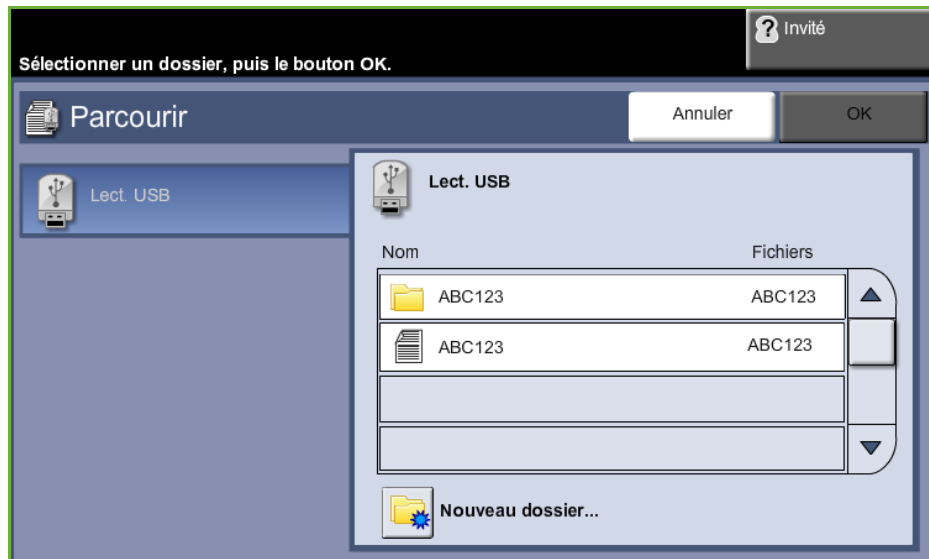 Invité
Sélectionner un dossier, puis le bouton OK.
Parcourir
Annuler
OK
Lect. USB
Lect. USB
Nom Fichiers
ABC123 ABC123
ABC123 ABC123
Nouveau dossier...